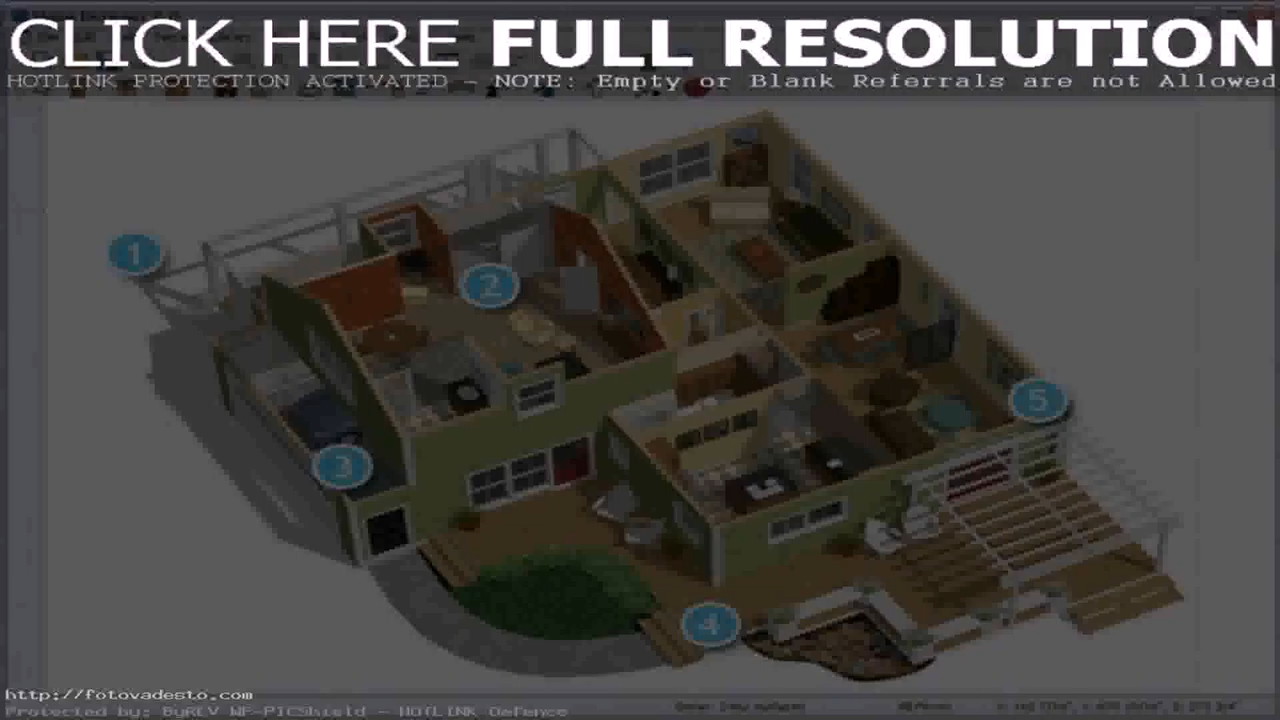 CLICK HERE FULL RESOLUTION
HOTLINK PROTECTION ACTIVATED - NOTE: Empty or Blank Referrals are not Allowed
1
2
5
3
4
http://fotovadesto.com
Protected by: ByREV WP-PICShield - HOTLINK Defence